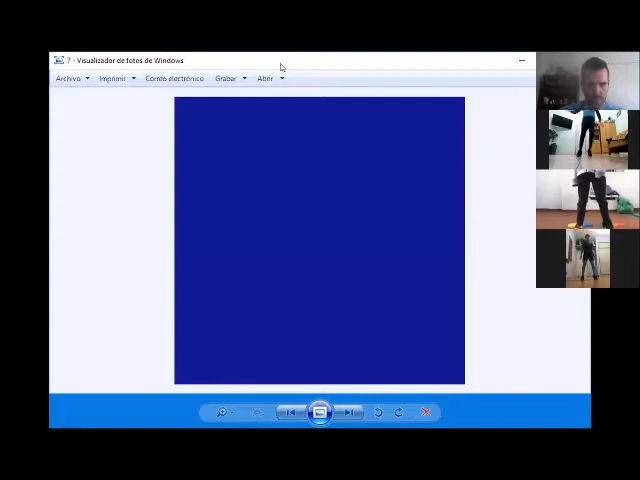 7 - Visualizador de fotos de Windows
Archivo Imprimir Correo electrónico Grabar Abrir